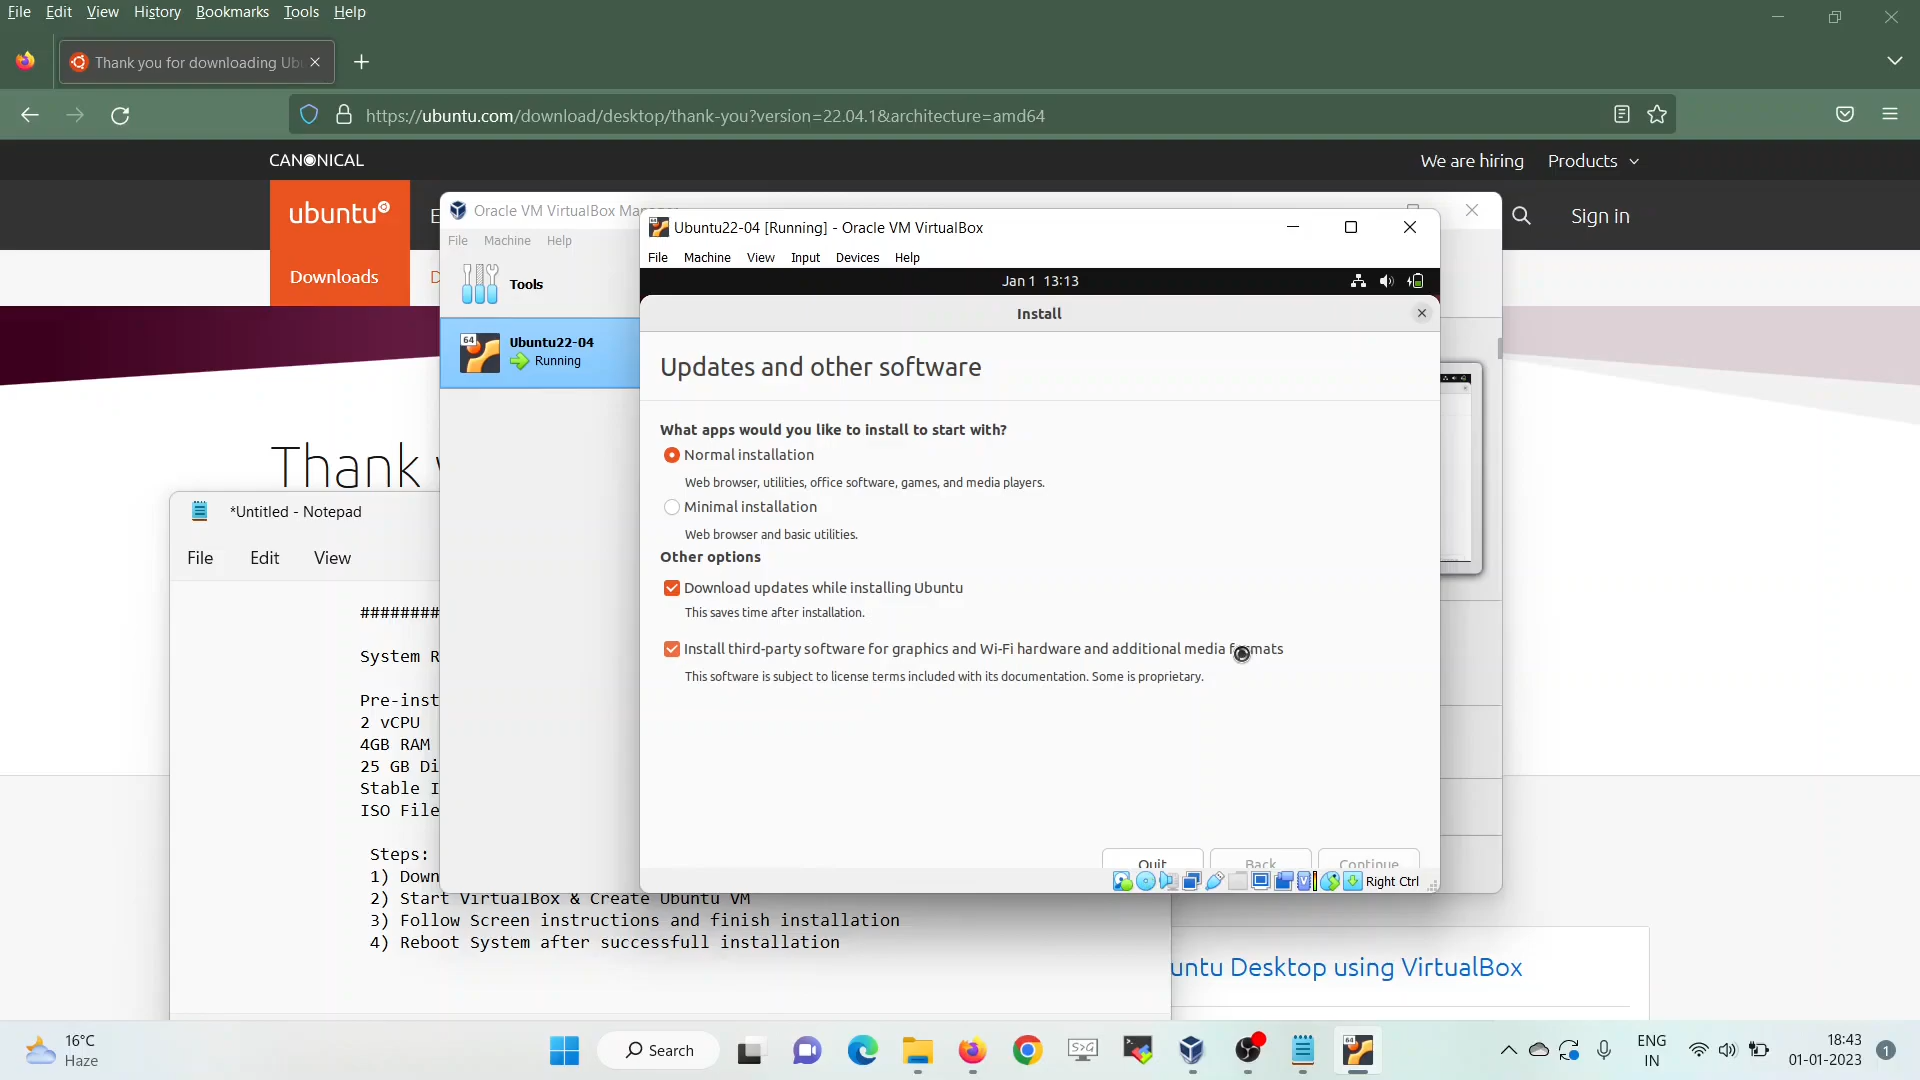 File Edit View History Bookmarks Tools Help
Thank you for downloading Ub
https://ubuntu.com/download/desktop/thank-you?version=22.04.1&architecture=amd64
CANONICAL
We are hiring Products
ubuntu
E
Sign in
Downloads
D
Oracle VM VirtualBox Man
File Machine Help
Tools
64
Ubuntu22-04
Running
Ubuntu22-04 [Running] - Oracle VM VirtualBox
File Machine View Input Devices Help
Jan 1 13:13
Install
Updates and other software
What apps would you like to install to start with?
Normal installation
Web browser, utilities, office software, games, and media players.
Minimal installation
Web browser and basic utilities.
Other options
Download updates while installing Ubuntu
This saves time after installation.
Install third-party software for graphics and Wi-Fi hardware and additional media formats
This software is subject to license terms included with its documentation. Some is proprietary.
Quit Back Continue
Right Ctrl
Thank
*Untitled - Notepad
File Edit View
########
System R
Pre-inst
2 vCPU
4GB RAM
25 GB Di
Stable I
ISO File
Steps:
1) Down
2) Start VirtualBox & Create Ubuntu VM
3) Follow Screen instructions and finish installation
4) Reboot System after successfull installation
untu Desktop using VirtualBox
16°C
Haze
Search
ENG
IN
18:43
01-01-2023
1